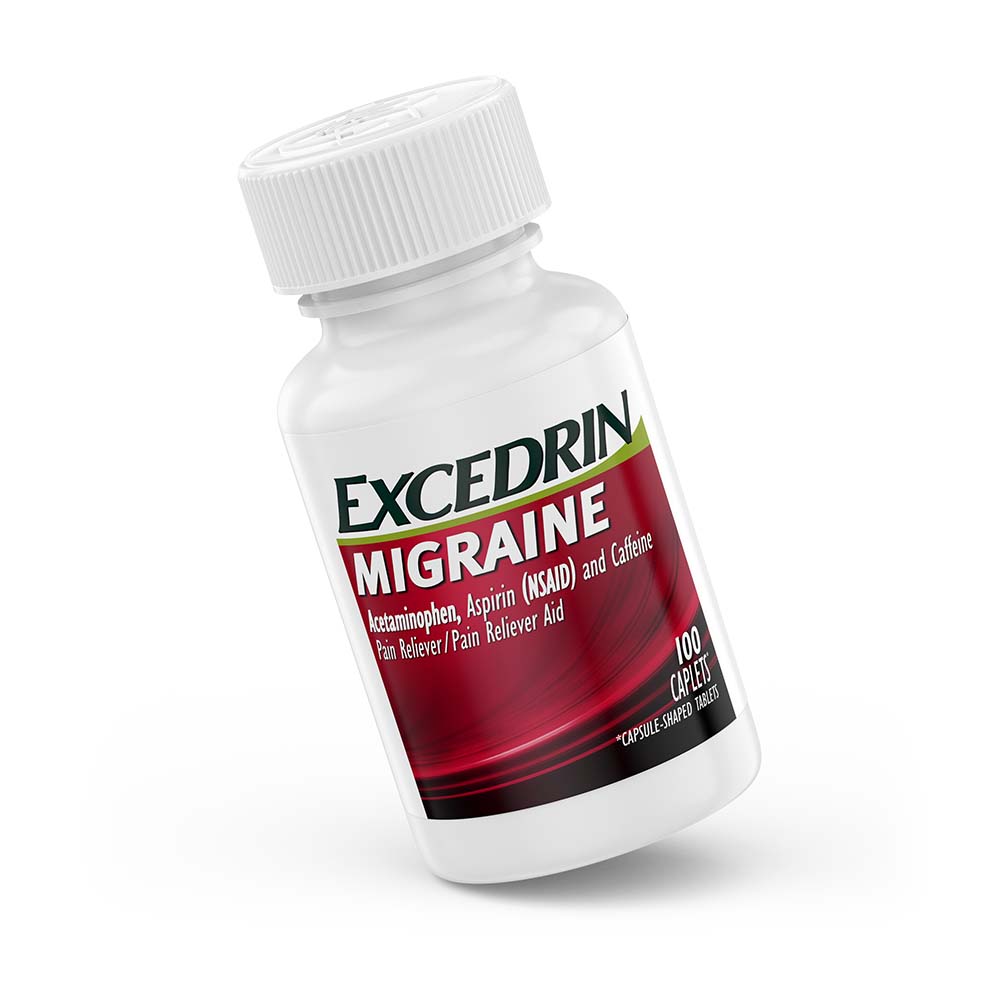 EXCEDRIN
MIGRAINE
Acetaminophen, Aspirin (NSAID) and Caffeine
Pain Reliever/Pain Reliever Aid
100
CAPLETS*
*CAPSULE-SHAPED TABLETS